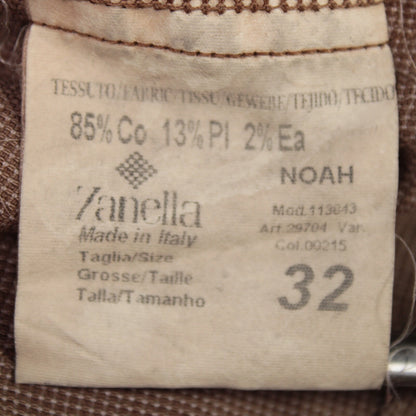 TESSUTO/FABRIC/TISSU/GEWEBE/TEJIDO/TECIDO
85%Co 13%Pl 2%Ea
Zanella
Made in Italy
Taglia/Size
Grosse/Taille
Talla/Tamanho
NOAH
Mod.113643
Art.29704 Var.
Col.00215
32